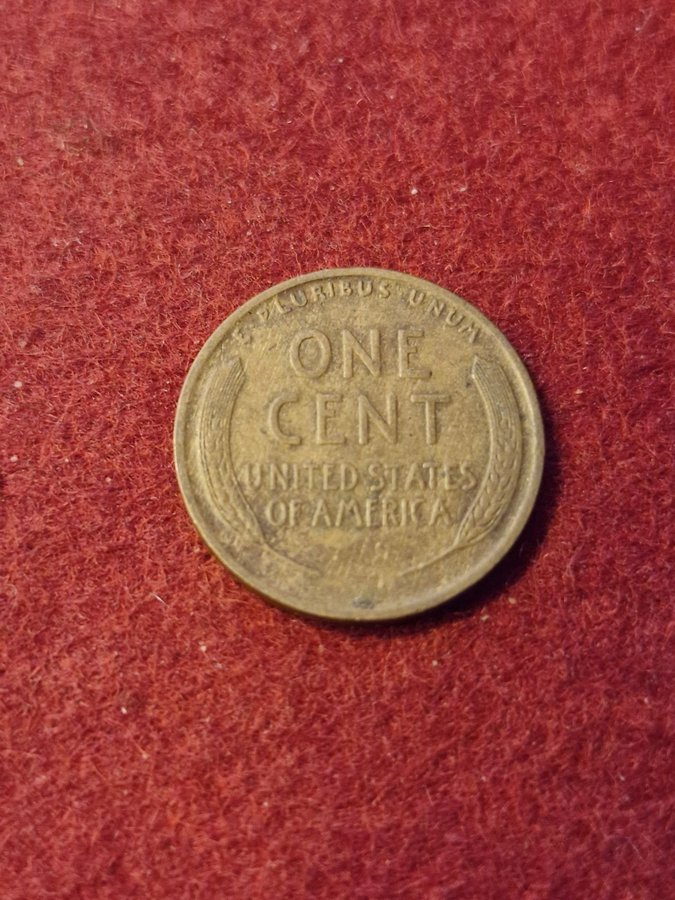 E · PLURIBUS · UNUM
ONE
CENT
UNITED STATES
OF AMERICA